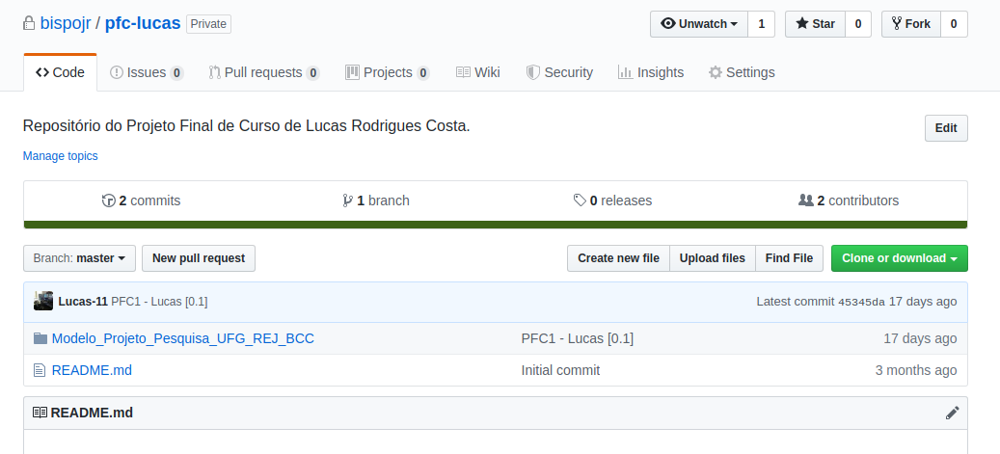 bispojr / pfc-lucas Private Unwatch 1 Star 0 Fork 0
Code Issues 0 Pull requests 0 Projects 0 Wiki Security Insights Settings
Repositório do Projeto Final de Curso de Lucas Rodrigues Costa. Edit
Manage topics
2 commits 1 branch 0 releases 2 contributors
Branch: master New pull request Create new file Upload files Find File Clone or download
Lucas-11 PFC1 - Lucas [0.1] Latest commit 45345da 17 days ago
Modelo_Projeto_Pesquisa_UFG_REJ_BCC PFC1 - Lucas [0.1] 17 days ago
README.md Initial commit 3 months ago
README.md